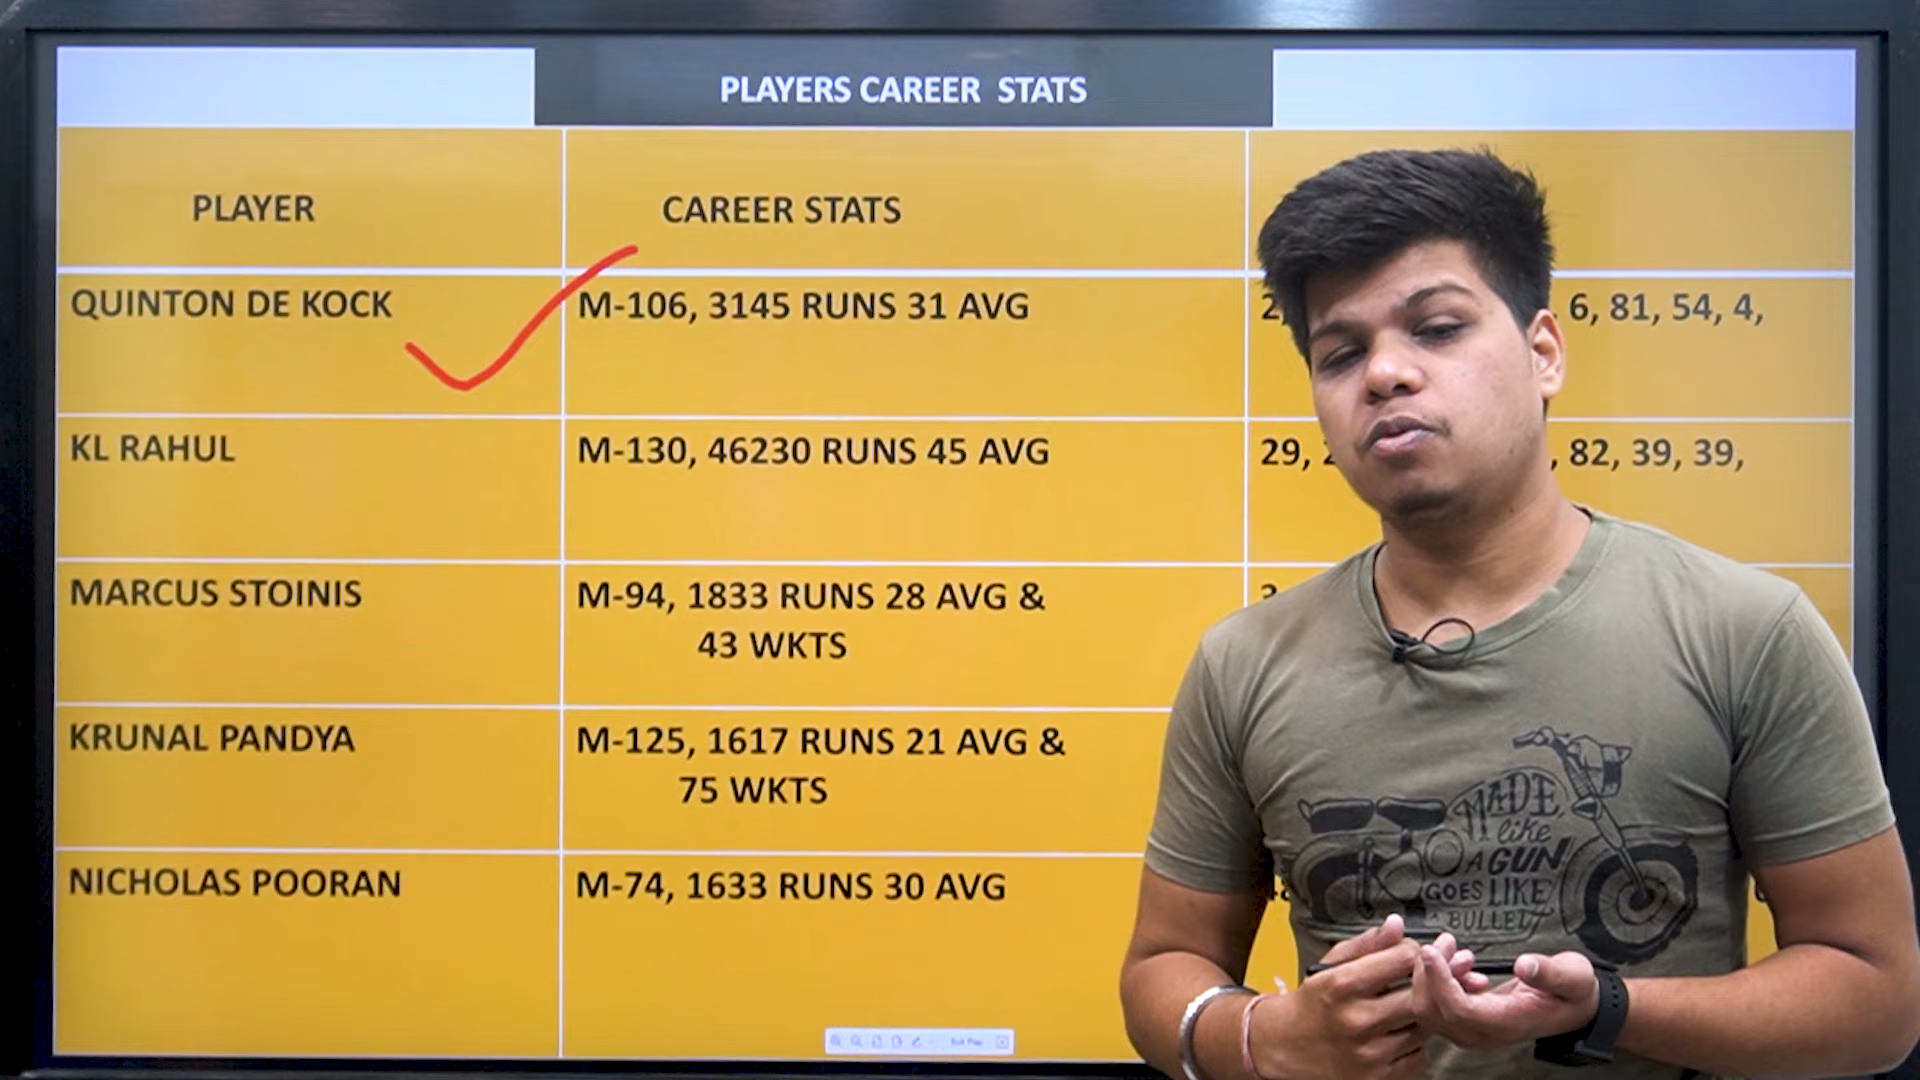 PLAYERS CAREER STATS
PLAYER
CAREER STATS
QUINTON DE KOCK
M-106, 3145 RUNS 31 AVG
2, 6, 81, 54, 4,
KL RAHUL
M-130, 46230 RUNS 45 AVG
29, , 82, 39, 39,
MARCUS STOINIS
M-94, 1833 RUNS 28 AVG &
43 WKTS
KRUNAL PANDYA
M-125, 1617 RUNS 21 AVG &
75 WKTS
NICHOLAS POORAN
M-74, 1633 RUNS 30 AVG
MADE
like
A GUN
GOES LIKE
A BULLET